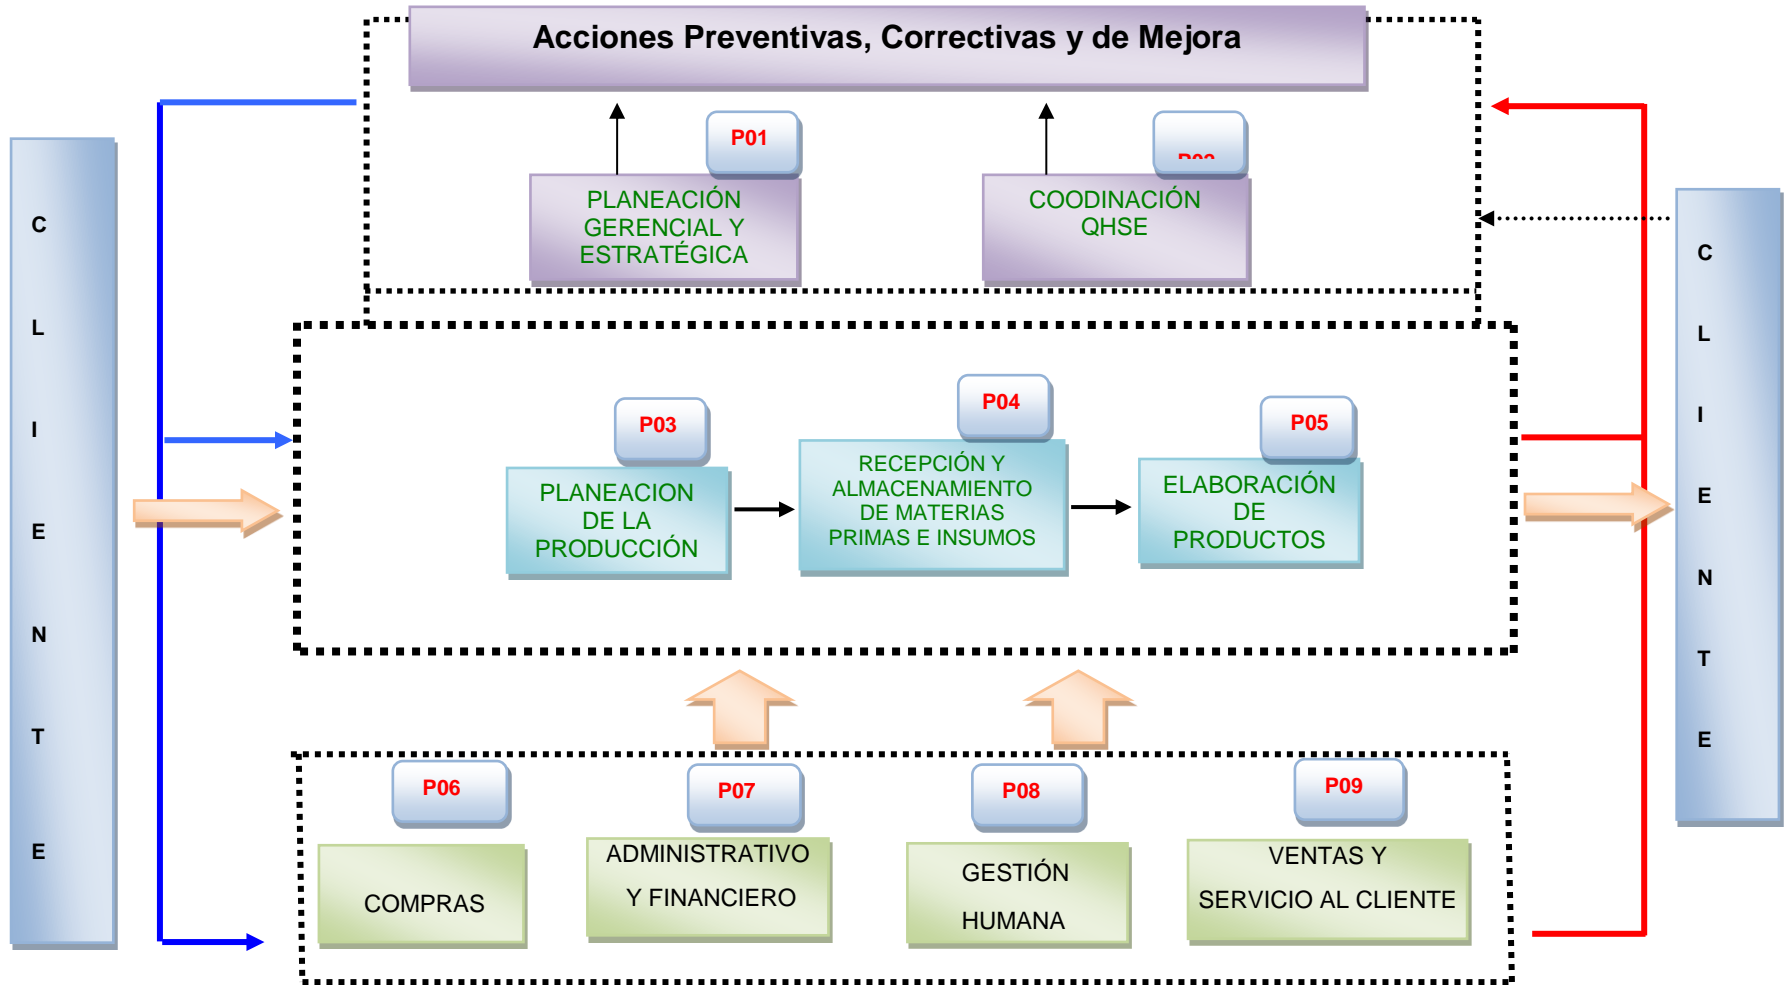 Acciones Preventivas, Correctivas y de Mejora
P01
PLANEACIÓN
GERENCIAL Y
ESTRATÉGICA
COODINACIÓN
QHSE
C
L
I
E
N
T
E
P03
PLANEACION
DE LA
PRODUCCIÓN
P04
RECEPCIÓN Y
ALMACENAMIENTO
DE MATERIAS
PRIMAS E INSUMOS
P05
ELABORACIÓN
DE
PRODUCTOS
C
L
I
E
N
T
E
P06
COMPRAS
P07
ADMINISTRATIVO
Y FINANCIERO
P08
GESTIÓN
HUMANA
P09
VENTAS Y
SERVICIO AL CLIENTE